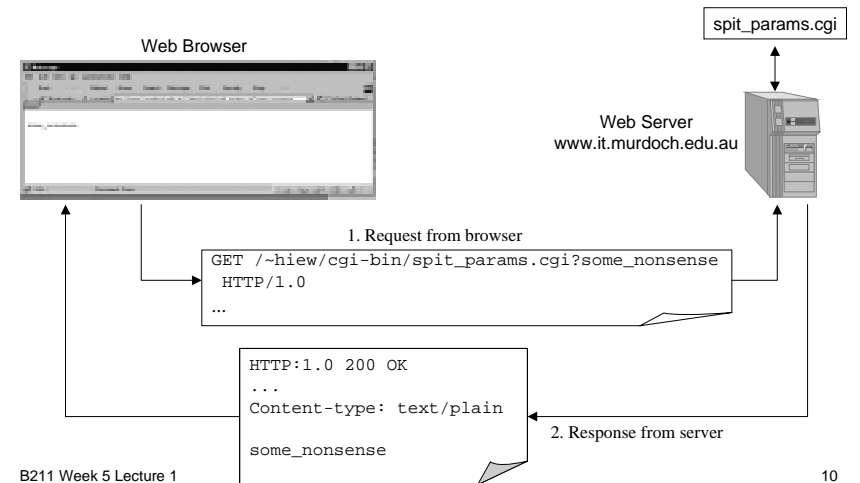 spit_params.cgi
Web Browser
Web Server
www.it.murdoch.edu.au
1. Request from browser
GET /~hiew/cgi-bin/spit_params.cgi?some_nonsense
HTTP/1.0
...
HTTP:1.0 200 OK
...
Content-type: text/plain
some_nonsense
2. Response from server
B211 Week 5 Lecture 1
10